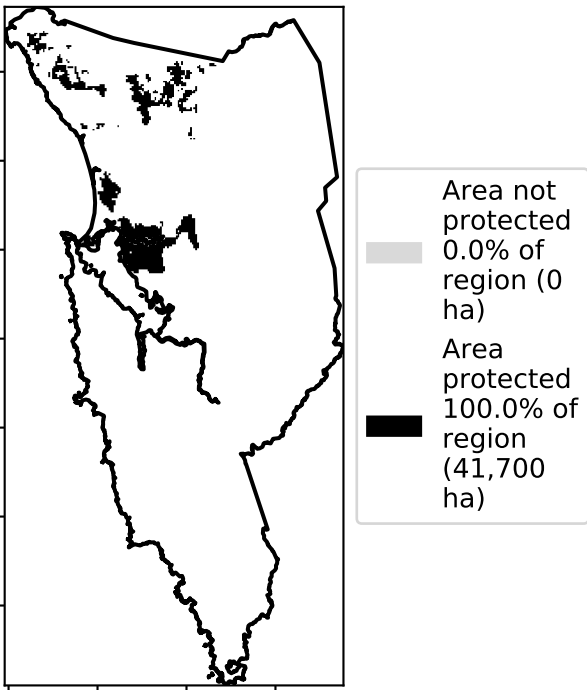 Area not
protected
0.0% of
region (0
ha)
Area
protected
100.0% of
region
(41,700
ha)